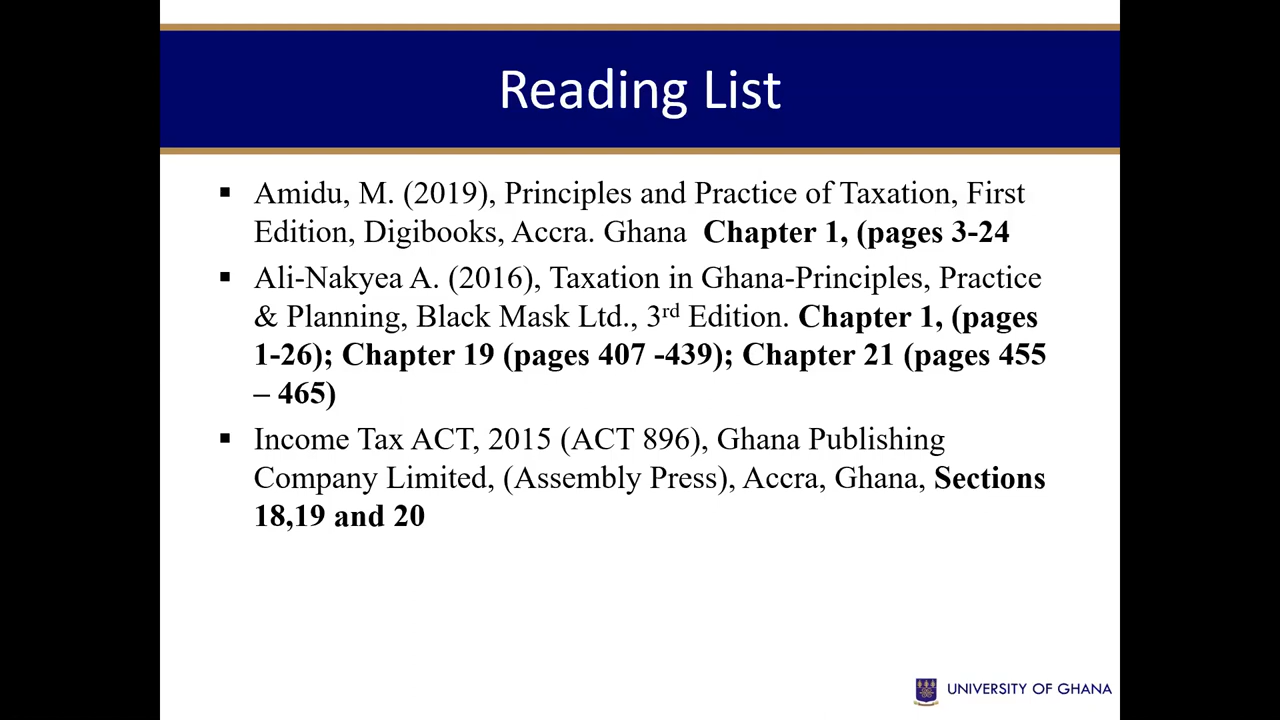 Reading List
▪ Amidu, M. (2019), Principles and Practice of Taxation, First
Edition, Digibooks, Accra. Ghana  Chapter 1, (pages 3-24
▪ Ali-Nakyea A. (2016), Taxation in Ghana-Principles, Practice
& Planning, Black Mask Ltd., 3rd Edition. Chapter 1, (pages
1-26); Chapter 19 (pages 407 -439); Chapter 21 (pages 455
– 465)
▪ Income Tax ACT, 2015 (ACT 896), Ghana Publishing
Company Limited, (Assembly Press), Accra, Ghana, Sections
18,19 and 20
UNIVERSITY OF GHANA